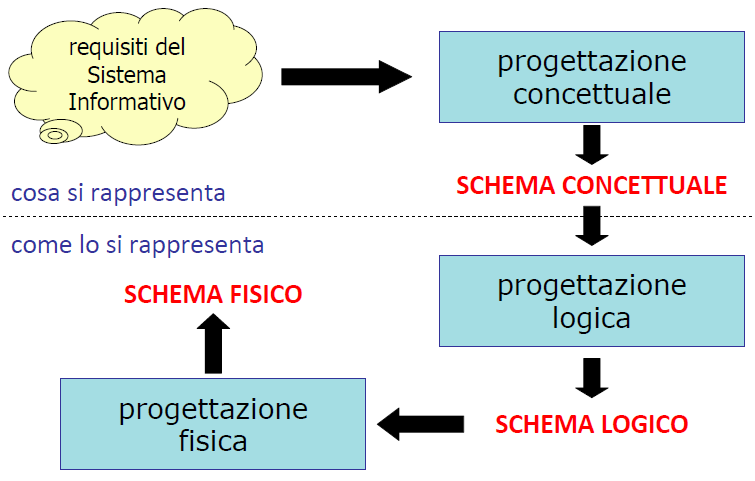 requisiti del
Sistema
Informativo
progettazione
concettuale
SCHEMA CONCETTUALE
cosa si rappresenta
come lo si rappresenta
progettazione
logica
SCHEMA LOGICO
progettazione
fisica
SCHEMA FISICO